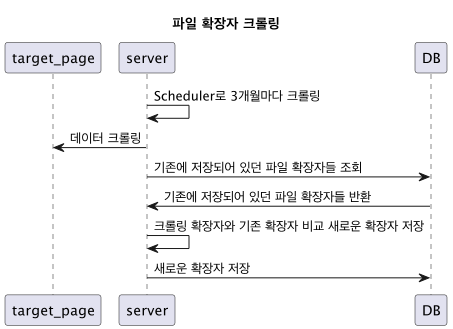 파일 확장자 크롤링
target_page server DB
Scheduler로 3개월마다 크롤링
데이터 크롤링
기존에 저장되어 있던 파일 확장자들 조회
기존에 저장되어 있던 파일 확장자들 반환
크롤링 확장자와 기존 확장자 비교 새로운 확장자 저장
새로운 확장자 저장
target_page server DB